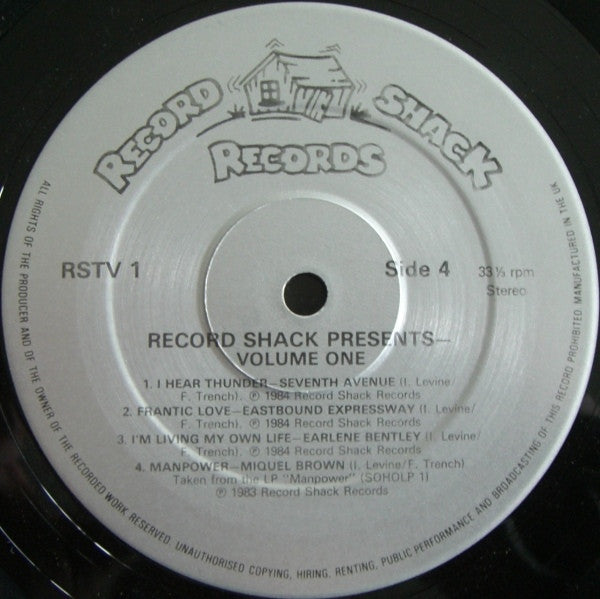 RECORD SHACK
RECORDS
RSTV 1
Side 4
33⅓ rpm
Stereo
RECORD SHACK PRESENTS—
VOLUME ONE
1. I HEAR THUNDER—SEVENTH AVENUE (I. Levine/
F. Trench). ℗ 1984 Record Shack Records
2. FRANTIC LOVE—EASTBOUND EXPRESSWAY (I. Levine/
F. Trench). ℗ 1984 Record Shack Records
3. I'M LIVING MY OWN LIFE—EARLENE BENTLEY (I. Levine/
F. Trench). ℗ 1984 Record Shack Records
4. MANPOWER—MIQUEL BROWN (I. Levine/F. Trench)
Taken from the LP "Manpower" (SOHOLP 1)
℗ 1983 Record Shack Records
ALL RIGHTS OF THE PRODUCER AND OF THE OWNER OF THE RECORDED WORK RESERVED. UNAUTHORISED COPYING, HIRING, RENTING, PUBLIC PERFORMANCE AND BROADCASTING OF THIS RECORD PROHIBITED. MANUFACTURED IN THE UK